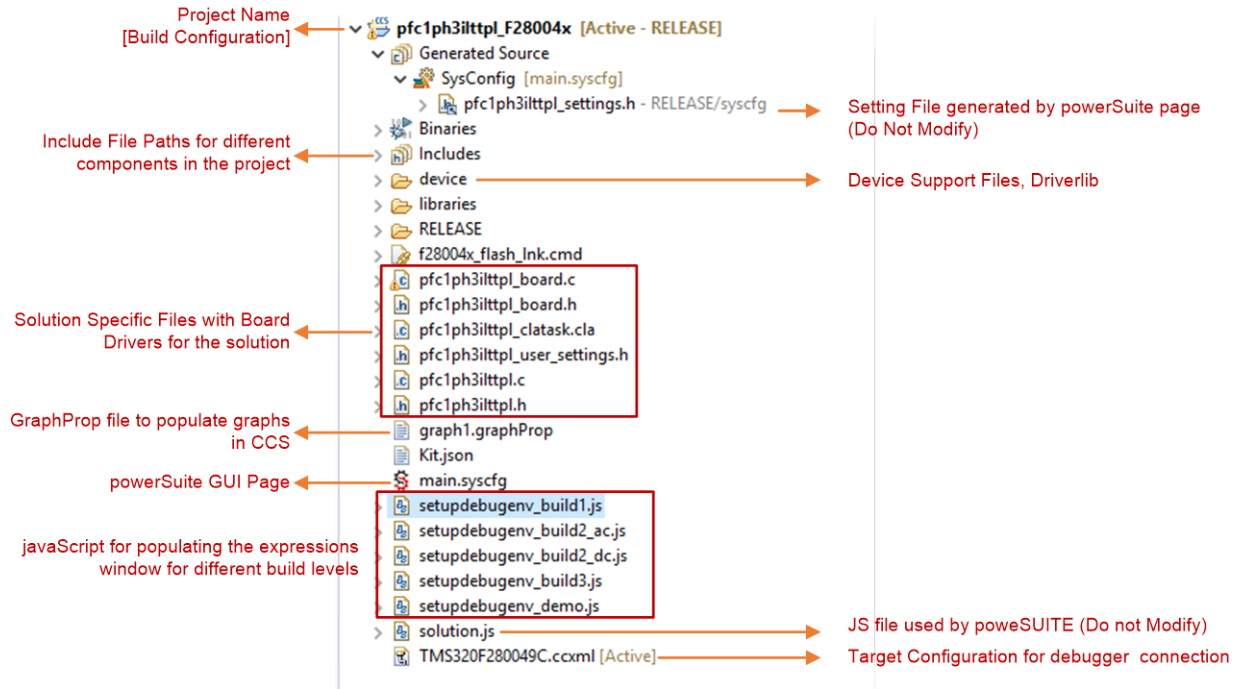 Project Name
[Build Configuration]
pfc1ph3ilttpl_F28004x [Active - RELEASE]
Generated Source
SysConfig [main.syscfg]
pfc1ph3ilttpl_settings.h - RELEASE/syscfg
Setting File generated by powerSuite page
(Do Not Modify)
Binaries
Include File Paths for different
components in the project
Includes
device
Device Support Files, Driverlib
libraries
RELEASE
f28004x_flash_lnk.cmd
Solution Specific Files with Board
Drivers for the solution
pfc1ph3ilttpl_board.c
pfc1ph3ilttpl_board.h
pfc1ph3ilttpl_clatask.cla
pfc1ph3ilttpl_user_settings.h
pfc1ph3ilttpl.c
pfc1ph3ilttpl.h
GraphProp file to populate graphs
in CCS
graph1.graphProp
Kit.json
powerSuite GUI Page
main.syscfg
javaScript for populating the expressions
window for different build levels
setupdebugenv_build1.js
setupdebugenv_build2_ac.js
setupdebugenv_build2_dc.js
setupdebugenv_build3.js
setupdebugenv_demo.js
solution.js
JS file used by poweSUITE (Do not Modify)
TMS320F280049C.ccxml [Active]
Target Configuration for debugger connection